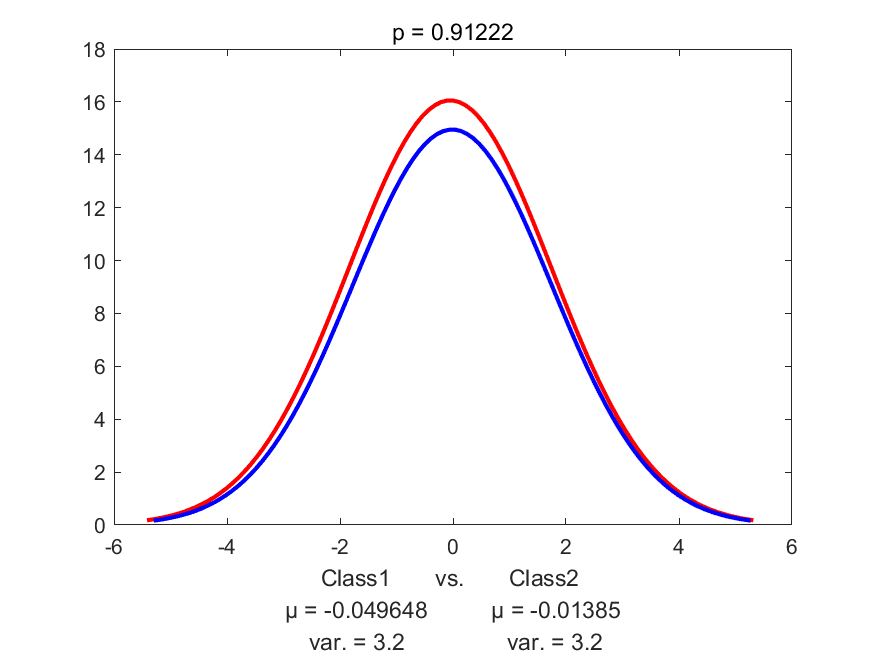 p = 0.91222
18
16
14
12
10
8
6
4
2
0
-6 -4 -2 0 2 4 6
Class1 vs. Class2
μ = -0.049648 μ = -0.01385
var. = 3.2 var. = 3.2